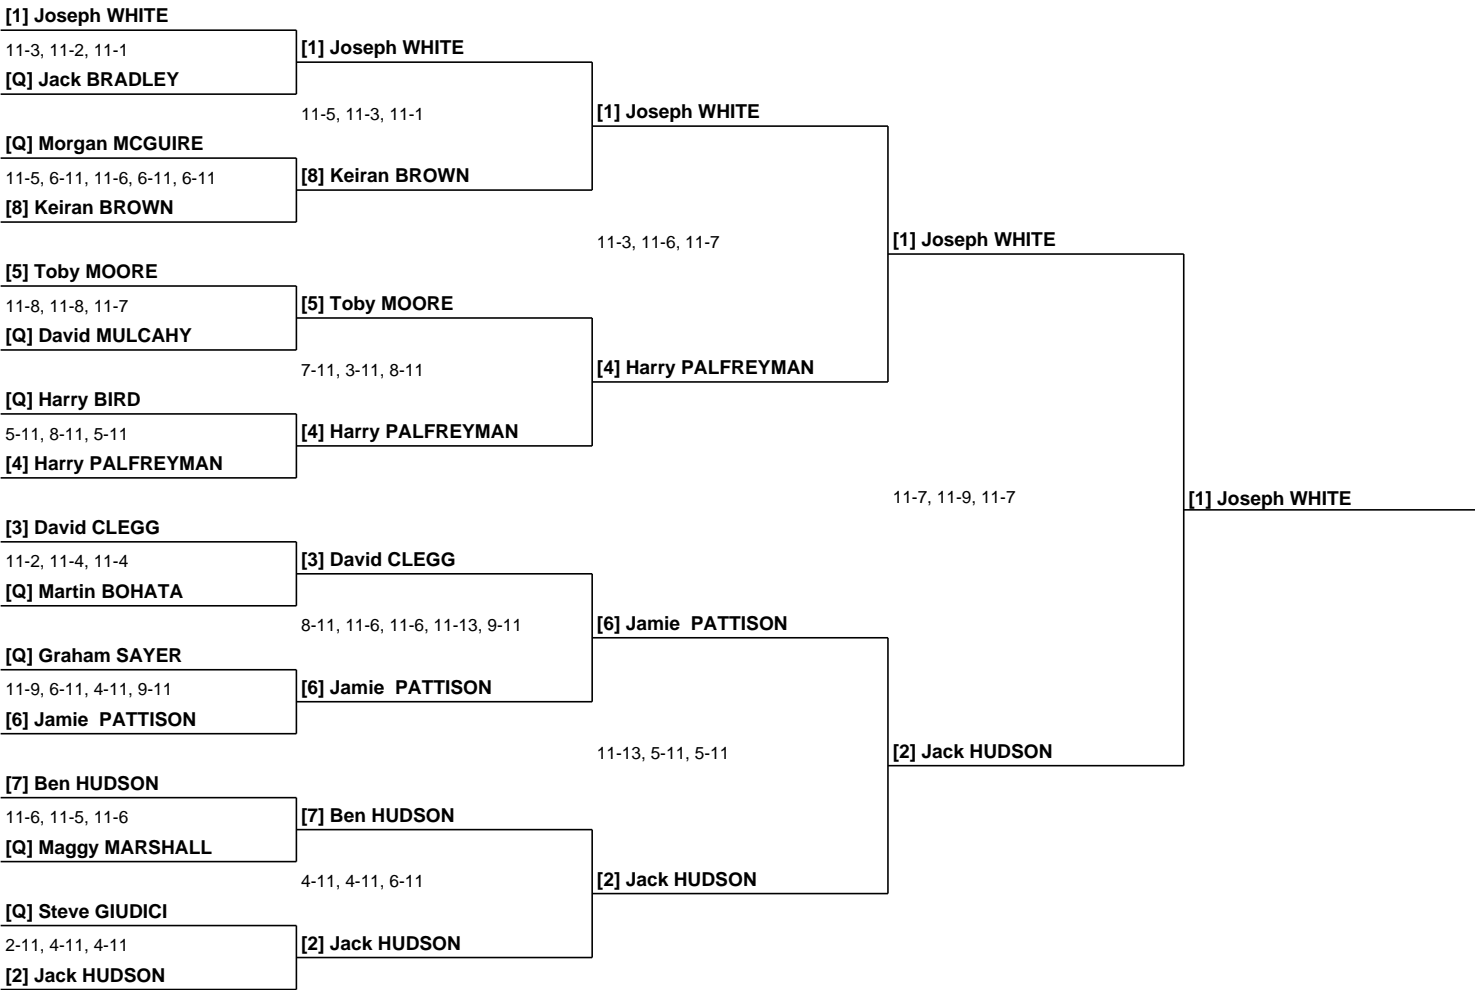 [1] Joseph WHITE
11-3, 11-2, 11-1
[Q] Jack BRADLEY
[Q] Morgan MCGUIRE
11-5, 6-11, 11-6, 6-11, 6-11
[8] Keiran BROWN
[5] Toby MOORE
11-8, 11-8, 11-7
[Q] David MULCAHY
[Q] Harry BIRD
5-11, 8-11, 5-11
[4] Harry PALFREYMAN
[3] David CLEGG
11-2, 11-4, 11-4
[Q] Martin BOHATA
[Q] Graham SAYER
11-9, 6-11, 4-11, 9-11
[6] Jamie  PATTISON
[7] Ben HUDSON
11-6, 11-5, 11-6
[Q] Maggy MARSHALL
[Q] Steve GIUDICI
2-11, 4-11, 4-11
[2] Jack HUDSON
[1] Joseph WHITE
11-5, 11-3, 11-1
[8] Keiran BROWN
[5] Toby MOORE
7-11, 3-11, 8-11
[4] Harry PALFREYMAN
[3] David CLEGG
8-11, 11-6, 11-6, 11-13, 9-11
[6] Jamie  PATTISON
[7] Ben HUDSON
4-11, 4-11, 6-11
[2] Jack HUDSON
[1] Joseph WHITE
11-3, 11-6, 11-7
[4] Harry PALFREYMAN
[6] Jamie  PATTISON
11-13, 5-11, 5-11
[2] Jack HUDSON
[1] Joseph WHITE
11-7, 11-9, 11-7
[2] Jack HUDSON
[1] Joseph WHITE